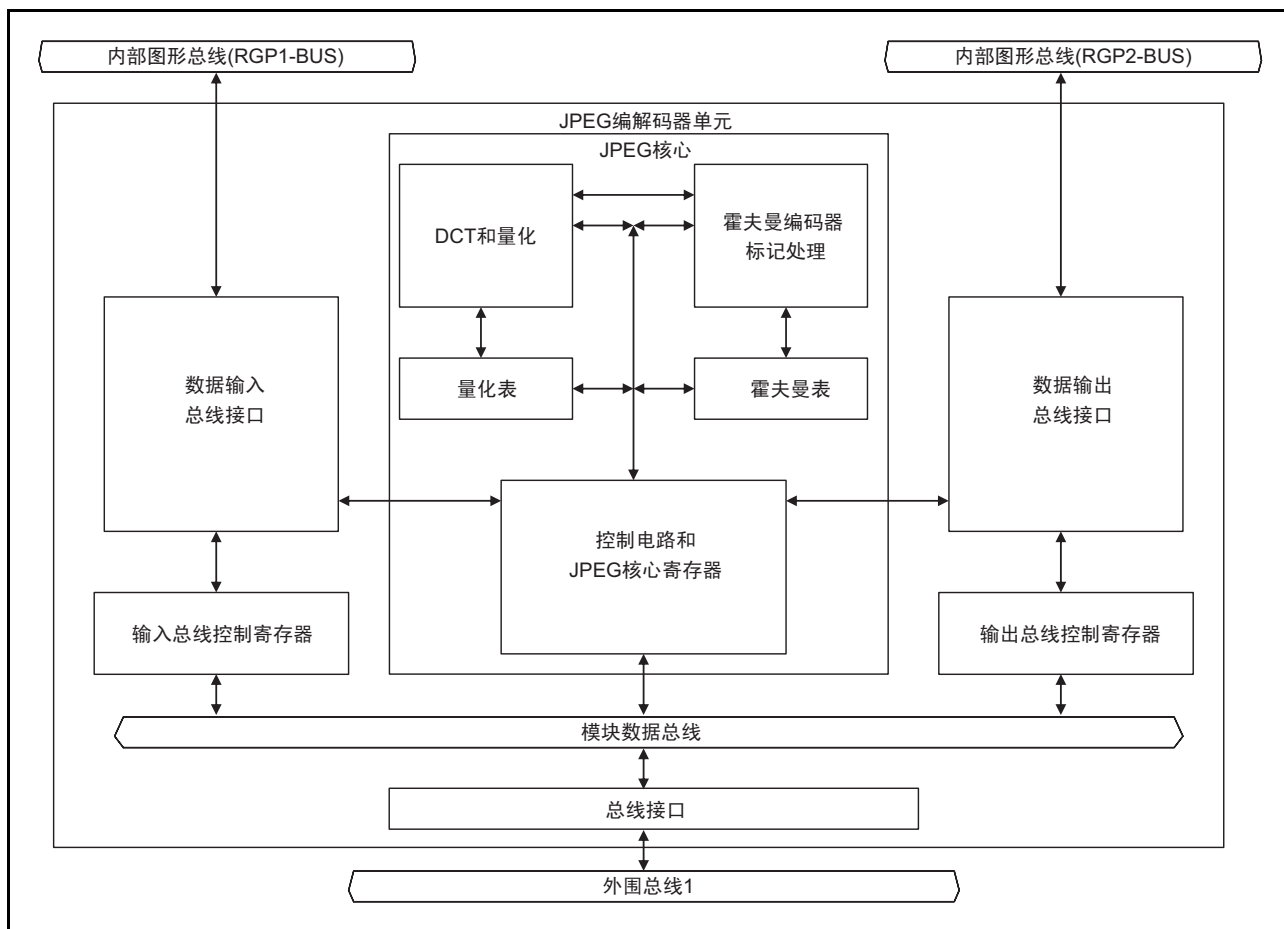 内部图形总线(RGP1-BUS)
内部图形总线(RGP2-BUS)
JPEG编解码器单元
JPEG核心
DCT和量化
霍夫曼编码器
标记处理
量化表
霍夫曼表
数据输入
总线接口
数据输出
总线接口
控制电路和
JPEG核心寄存器
输入总线控制寄存器
输出总线控制寄存器
模块数据总线
总线接口
外围总线1